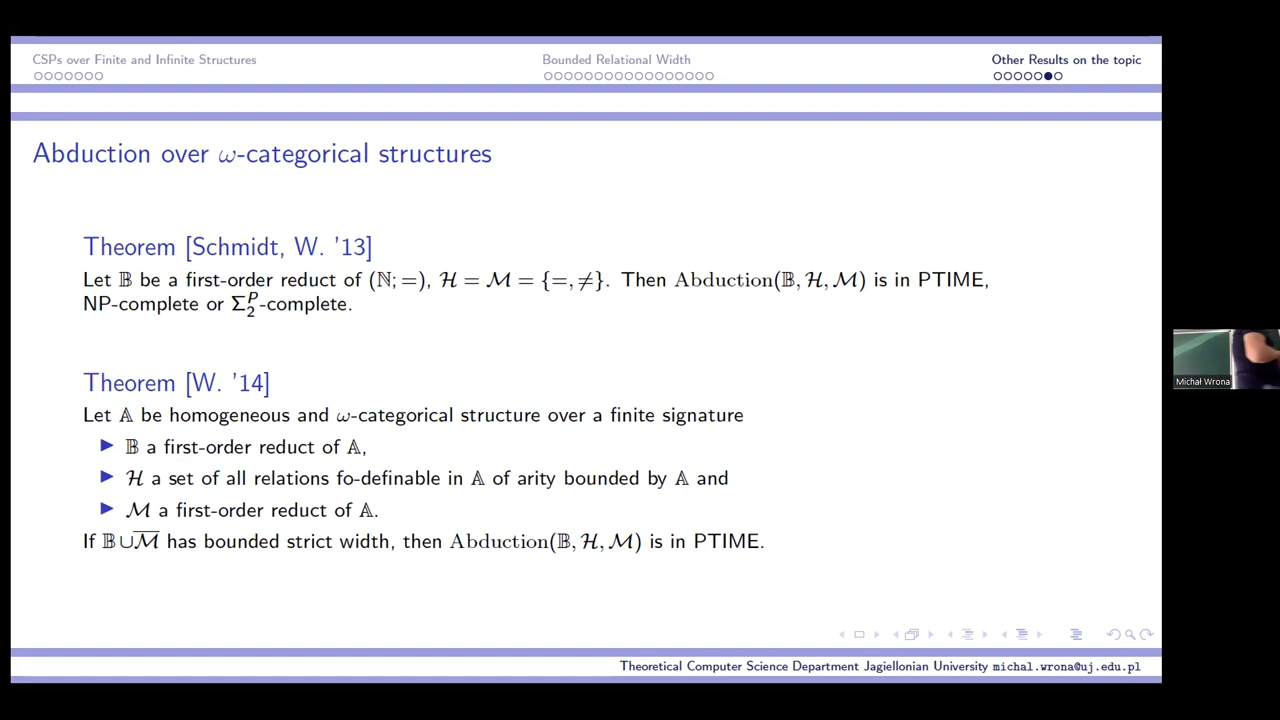 CSPs over Finite and Infinite Structures
Bounded Relational Width
Other Results on the topic
Abduction over ω-categorical structures
Theorem [Schmidt, W. '13]
Let 𝔹 be a first-order reduct of (ℕ; =), ℋ = ℳ = {=, ≠}. Then Abduction(𝔹, ℋ, ℳ) is in PTIME,
NP-complete or Σ₂ᴾ-complete.
Theorem [W. '14]
Let 𝔸 be homogeneous and ω-categorical structure over a finite signature
▶ 𝔹 a first-order reduct of 𝔸,
▶ ℋ a set of all relations fo-definable in 𝔸 of arity bounded by 𝔸 and
▶ ℳ a first-order reduct of 𝔸.
If 𝔹 ∪ ℳ̅ has bounded strict width, then Abduction(𝔹, ℋ, ℳ) is in PTIME.
Theoretical Computer Science Department Jagiellonian University michal.wrona@uj.edu.pl
Michał Wrona